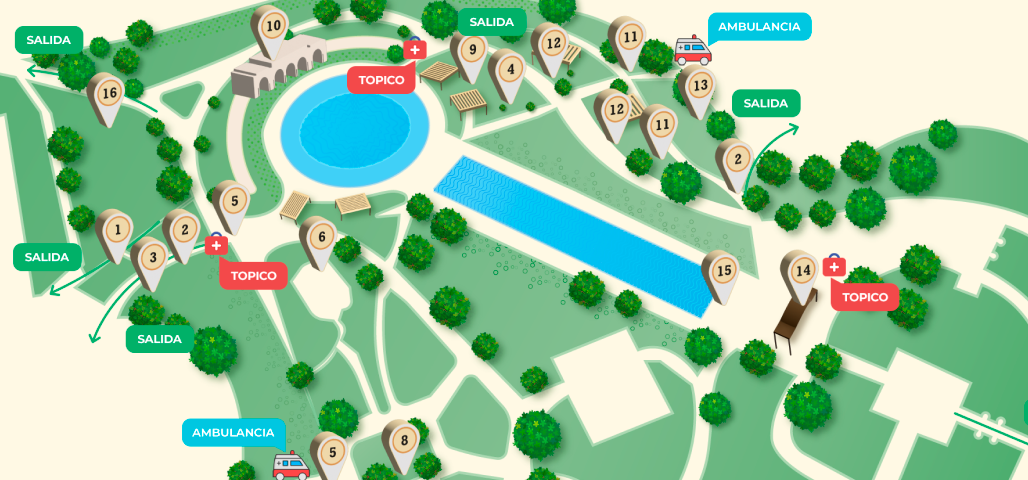 10
SALIDA
9
12
11
AMBULANCIA
SALIDA
TOPICO
4
13
16
12
11
SALIDA
2
5
1
2
6
3
SALIDA
TOPICO
15
14
TOPICO
SALIDA
AMBULANCIA
5
8